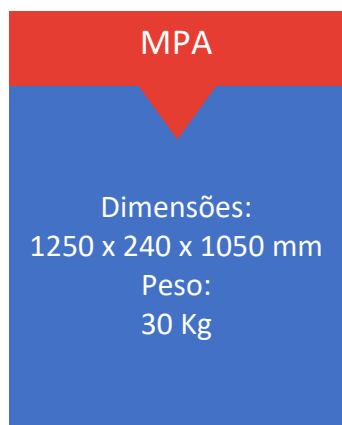 MPA
Dimensões:
1250 x 240 x 1050 mm
Peso:
30 Kg